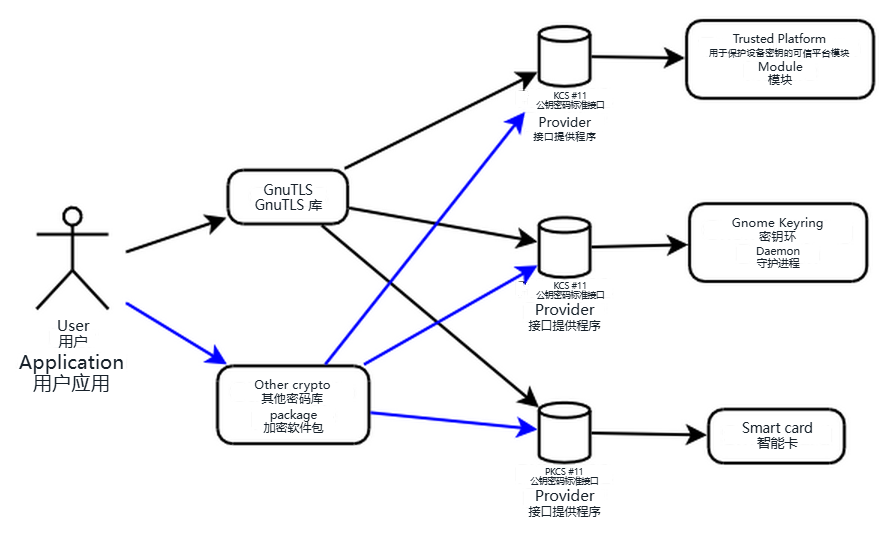 User
用户
Application
用户应用
GnuTLS
GnuTLS 库
Other crypto
其他密码库
package
加密软件包
KCS #11
公钥密码标准接口
Provider
接口提供程序
KCS #11
公钥密码标准接口
Provider
接口提供程序
PKCS #11
公钥密码标准接口
Provider
接口提供程序
Trusted Platform
用于保护设备密钥的可信平台模块
Module
模块
Gnome Keyring
密钥环
Daemon
守护进程
Smart card
智能卡